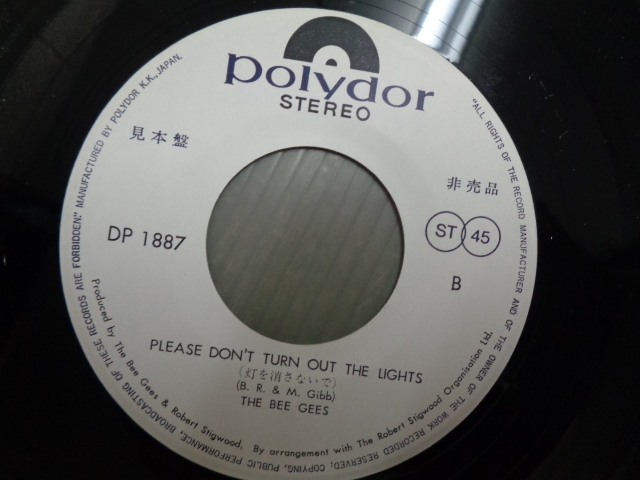 polydor
STEREO
見本盤
非売品
DP 1887
ST 45
B
PLEASE DON'T TURN OUT THE LIGHTS
(灯を消さないで)
(B. R. & M. Gibb)
THE BEE GEES
Produced by The Bee Gees & Robert Stigwood, By arrangement with The Robert Stigwood Organisation Ltd.
"ALL RIGHTS OF THE RECORD MANUFACTURER AND OF THE OWNER OF THE WORK RECORDED RESERVED; COPYING, PUBLIC PERFORMANCE, BROADCASTING OF THESE RECORDS ARE FORBIDDEN." MANUFACTURED BY POLYDOR K.K., JAPAN.